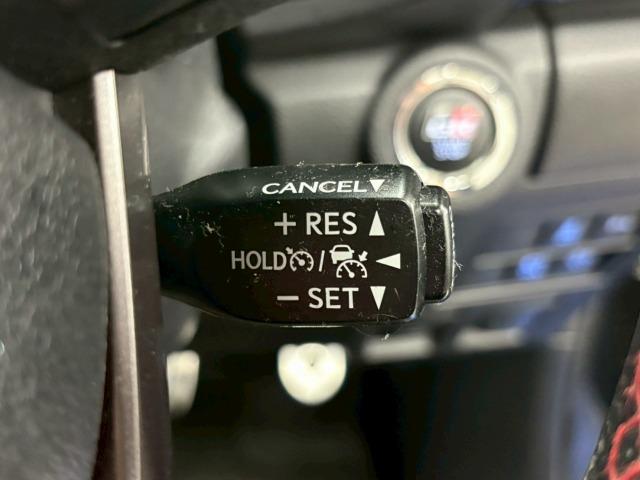 CANCEL▼
+ RES ▲
HOLD / ◀
− SET ▼